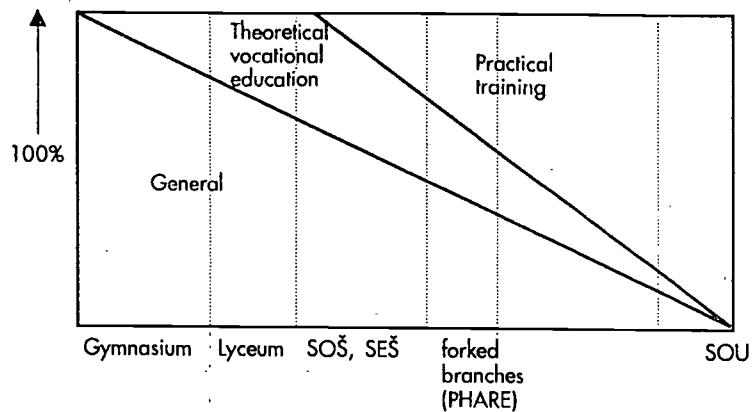 Theoretical
vocational
education
Practical
training
100%
General
Gymnasium
Lyceum
SOŠ, SEŠ
forked
branches
(PHARE)
SOU